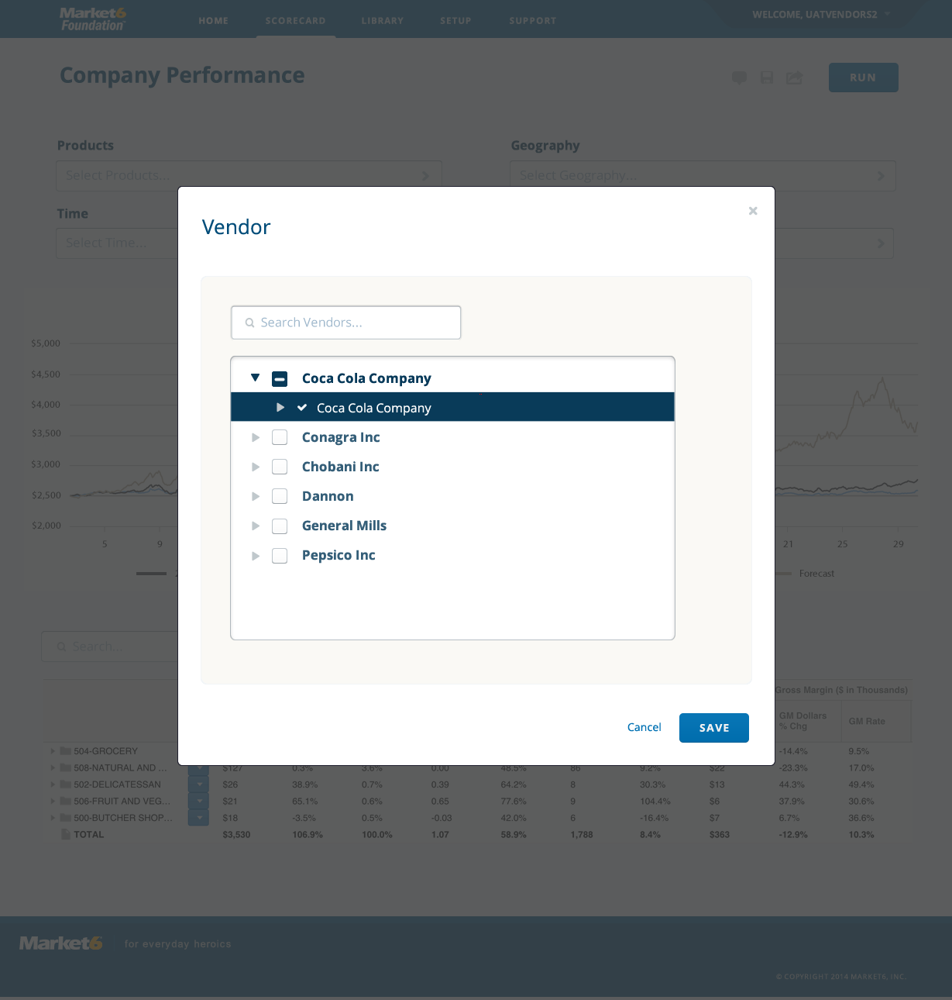 Market6
Foundation™
HOME SCORECARD LIBRARY SETUP SUPPORT
WELCOME, UATVENDORS2
Company Performance
RUN
Products
Geography
Select Products...
Select Geography...
Time
Select Time...
Vendor
Search Vendors...
Coca Cola Company
Coca Cola Company
Conagra Inc
Chobani Inc
Dannon
General Mills
Pepsico Inc
Cancel
SAVE
$5,000
$4,500
$4,000
$3,500
$3,000
$2,500
$2,000
5 9 21 25 29
Forecast
Search...
Gross Margin ($ in Thousands)
GM Dollars
% Chg
GM Rate
504-GROCERY -14.4% 9.5%
508-NATURAL AND ... $127 0.3% 3.6% 0.00 48.5% 86 9.2% $22 -23.3% 17.0%
502-DELICATESSAN $26 38.9% 0.7% 0.39 64.2% 8 30.3% $13 44.3% 49.4%
506-FRUIT AND VEG... $21 65.1% 0.6% 0.65 77.6% 9 104.4% $6 37.9% 30.6%
500-BUTCHER SHOP... $18 -3.5% 0.5% -0.03 42.0% 6 -16.4% $7 6.7% 36.6%
TOTAL $3,530 106.9% 100.0% 1.07 58.9% 1,788 8.4% $363 -12.9% 10.3%
Market6 for everyday heroics
© COPYRIGHT 2014 MARKET6, INC.